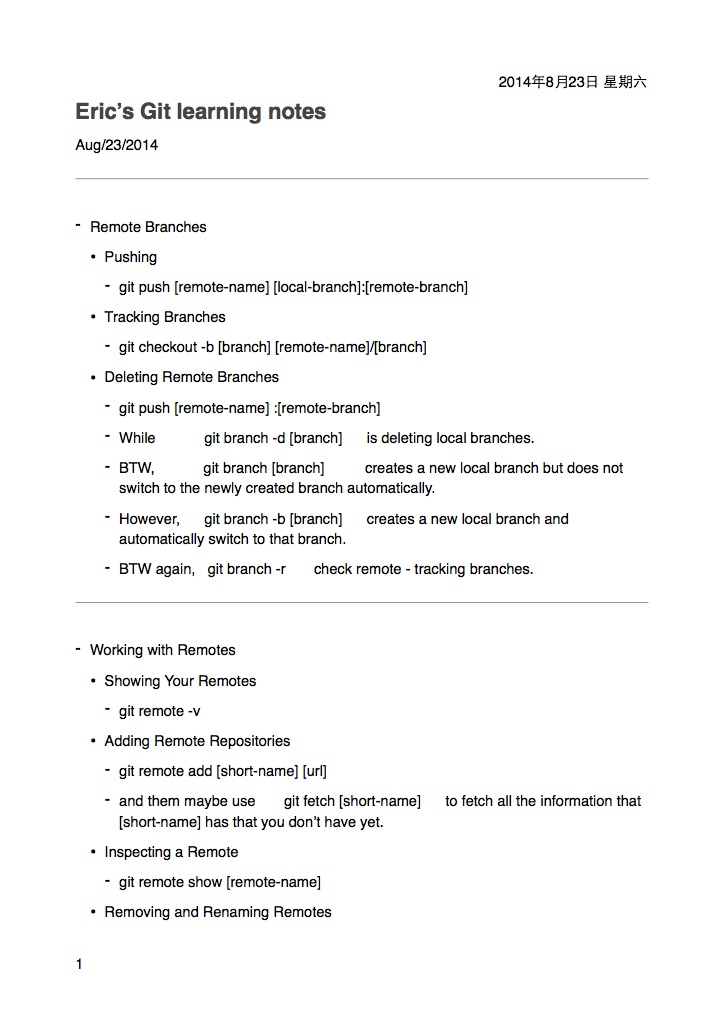 2014年8月23日 星期六
Eric’s Git learning notes
Aug/23/2014
- Remote Branches
• Pushing
- git push [remote-name] [local-branch]:[remote-branch]
• Tracking Branches
- git checkout -b [branch] [remote-name]/[branch]
• Deleting Remote Branches
- git push [remote-name] :[remote-branch]
- While git branch -d [branch] is deleting local branches.
- BTW, git branch [branch] creates a new local branch but does not
switch to the newly created branch automatically.
- However, git branch -b [branch] creates a new local branch and
automatically switch to that branch.
- BTW again, git branch -r check remote - tracking branches.
- Working with Remotes
• Showing Your Remotes
- git remote -v
• Adding Remote Repositories
- git remote add [short-name] [url]
- and them maybe use git fetch [short-name] to fetch all the information that
[short-name] has that you don’t have yet.
• Inspecting a Remote
- git remote show [remote-name]
• Removing and Renaming Remotes
1